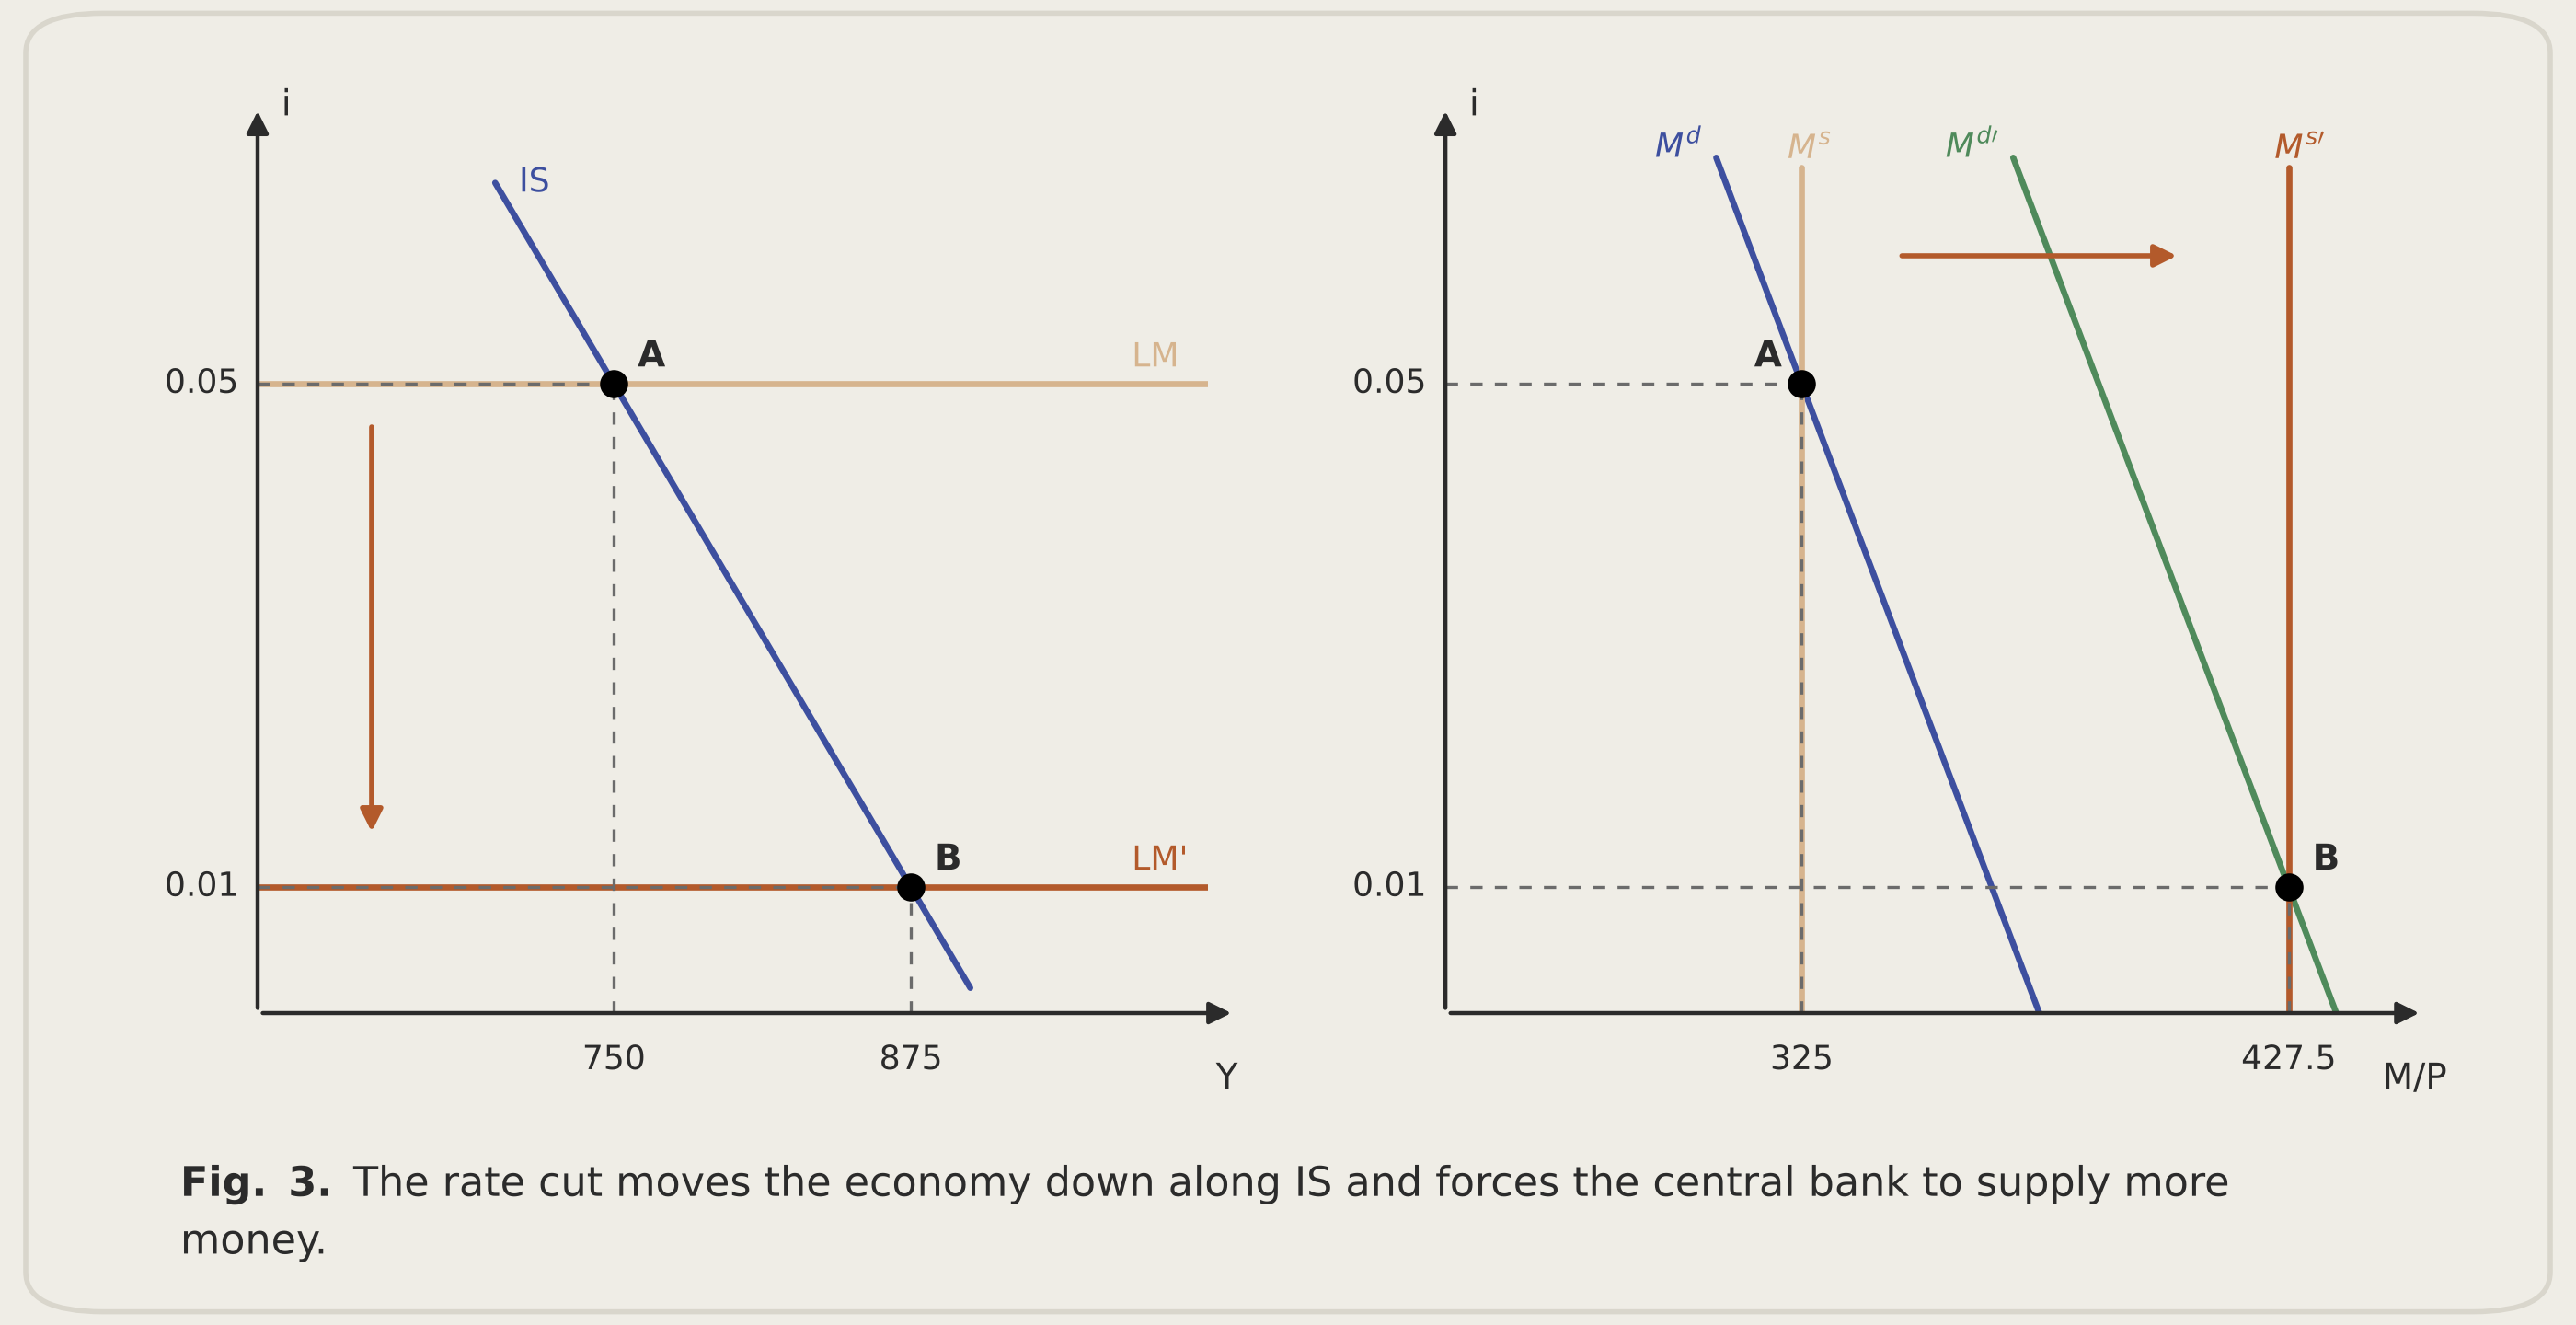 i
IS
A
LM
0.05
B
LM'
0.01
750
875
Y
i
M^d
M^s
M^d′
M^s′
A
0.05
B
0.01
325
427.5
M/P
Fig. 3. The rate cut moves the economy down along IS and forces the central bank to supply more
money.